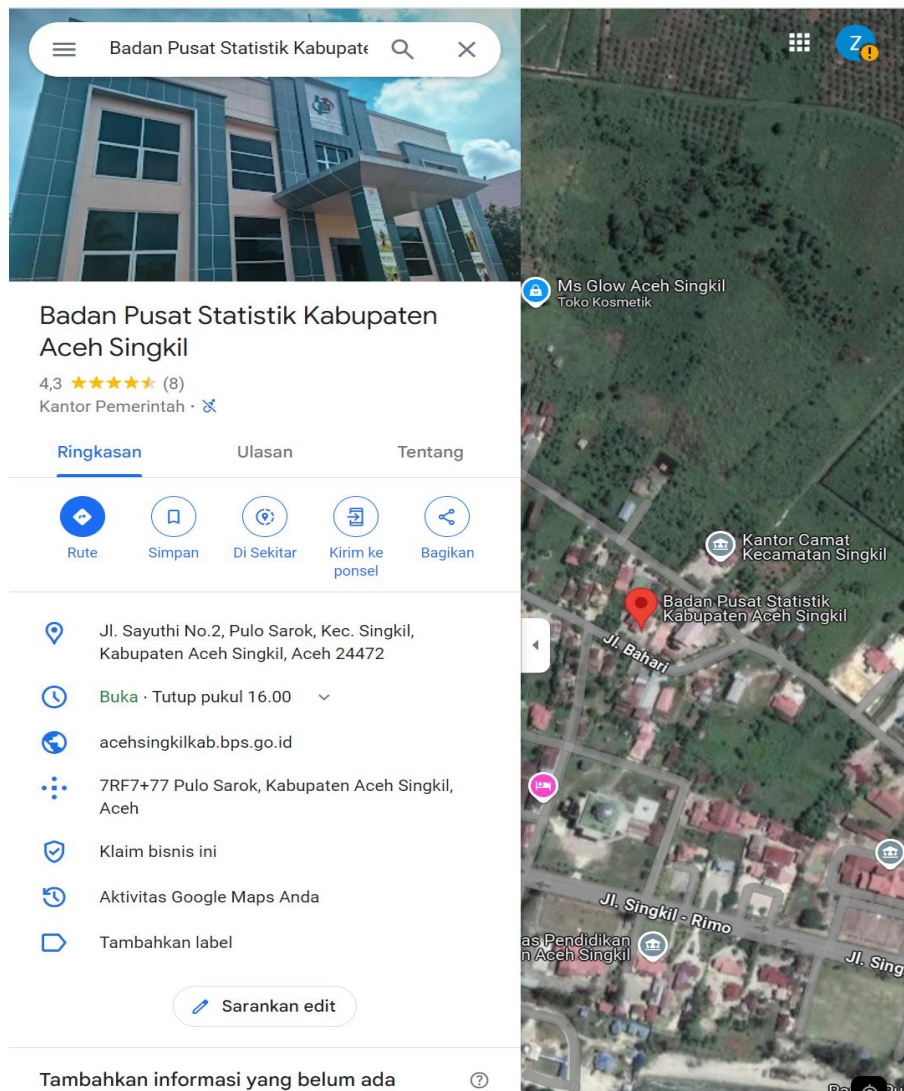 Badan Pusat Statistik Kabupate
Z
Badan Pusat Statistik Kabupaten
Aceh Singkil
4,3 (8)
Kantor Pemerintah ·
Ringkasan
Ulasan
Tentang
Rute
Simpan
Di Sekitar
Kirim ke
ponsel
Bagikan
Jl. Sayuthi No.2, Pulo Sarok, Kec. Singkil,
Kabupaten Aceh Singkil, Aceh 24472
Buka · Tutup pukul 16.00
acehsingkilkab.bps.go.id
7RF7+77 Pulo Sarok, Kabupaten Aceh Singkil,
Aceh
Klaim bisnis ini
Aktivitas Google Maps Anda
Tambahkan label
Sarankan edit
Tambahkan informasi yang belum ada
Ms Glow Aceh Singkil
Toko Kosmetik
Kantor Camat
Kecamatan Singkil
Badan Pusat Statistik
Kabupaten Aceh Singkil
Jl. Bahari
Jl. Singkil - Rimo
as Pendidikan
n Aceh Singkil
Jl. Sing